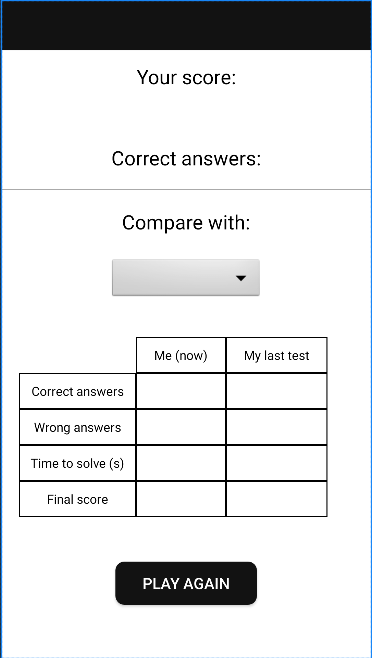 Your score:
Correct answers:
Compare with:
Me (now) My last test
Correct answers
Wrong answers
Time to solve (s)
Final score
PLAY AGAIN